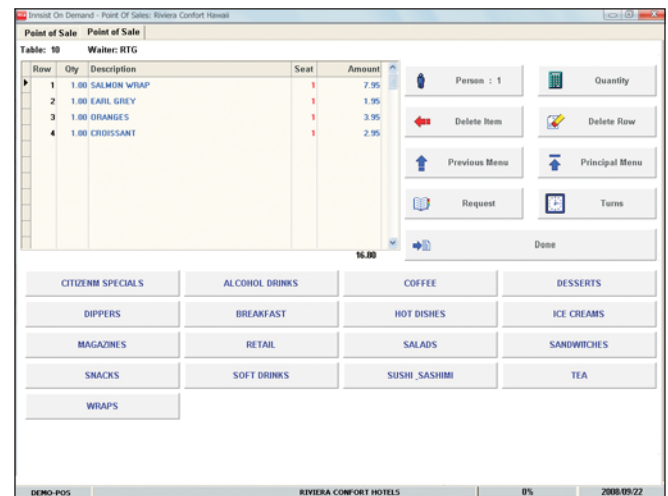 Innsist On Demand - Point Of Sales: Riviera Confort Hawaii
Point of Sale Point of Sale
Table: 10 Waiter: RTG
Row Qty Description Seat Amount
1 1.00 SALMON WRAP 1 7.95
2 1.00 EARL GREY 1 1.95
3 1.00 ORANGES 1 3.95
4 1.00 CROISSANT 1 2.95
16.80
Person : 1 Quantity
Delete Item Delete Row
Previous Menu Principal Menu
Request Turns
Done
CITIZENM SPECIALS ALCOHOL DRINKS COFFEE DESSERTS
DIPPERS BREAKFAST HOT DISHES ICE CREAMS
MAGAZINES RETAIL SALADS SANDWITCHES
SNACKS SOFT DRINKS SUSHI_SASHIMI TEA
WRAPS
DEMO-POS RIVIERA CONFORT HOTELS 0% 2008/09/22